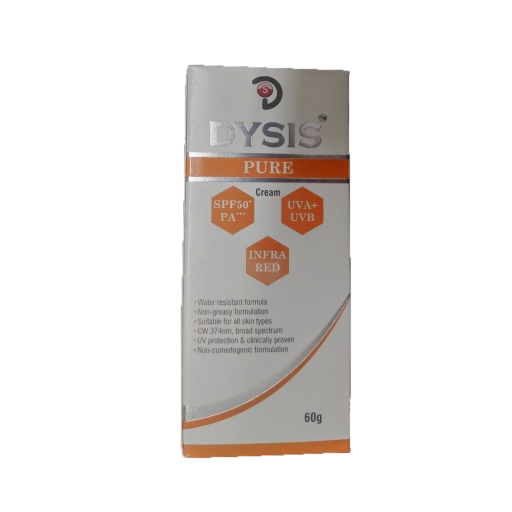 DYSIS™
PURE
Cream
SPF50+
PA+++
UVA+
UVB
INFRA
RED
• Water resistant formula
• Non-greasy formulation
• Suitable for all skin types
• CW 374nm, broad spectrum
• UV protection & clinically proven
• Non-comedogenic formulation
60g